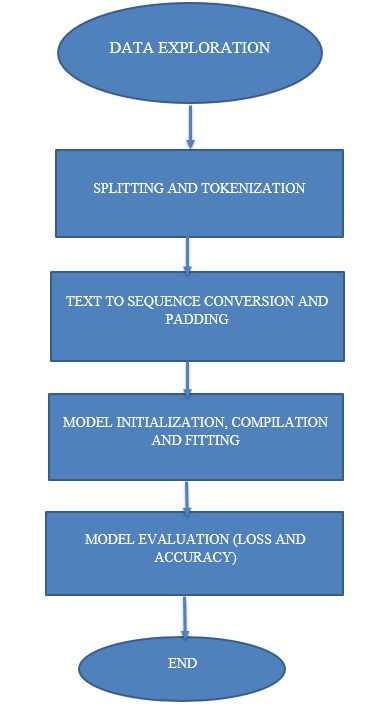 DATA EXPLORATION
SPLITTING AND TOKENIZATION
TEXT TO SEQUENCE CONVERSION AND
PADDING
MODEL INITIALIZATION, COMPILATION
AND FITTING
MODEL EVALUATION (LOSS AND
ACCURACY)
END